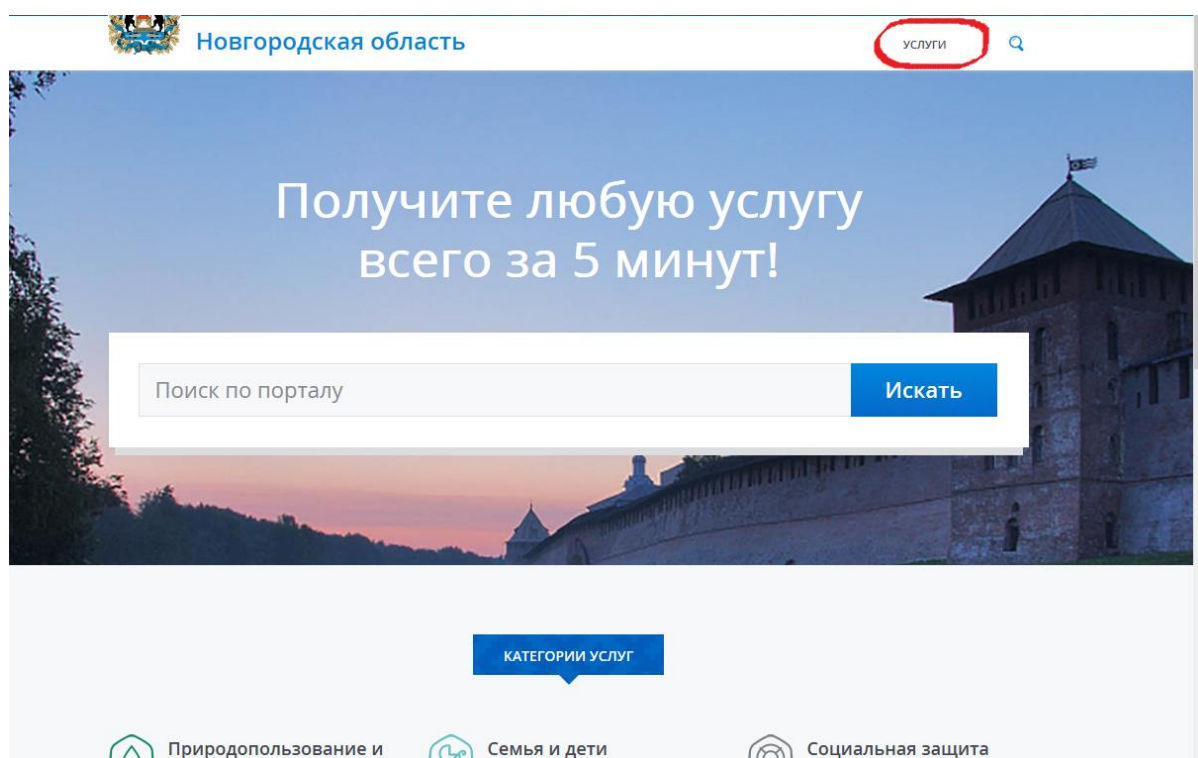 Новгородская область
УСЛУГИ
Получите любую услугу
всего за 5 минут!
Поиск по порталу
Искать
КАТЕГОРИИ УСЛУГ
Природопользование и
Семья и дети
Социальная защита